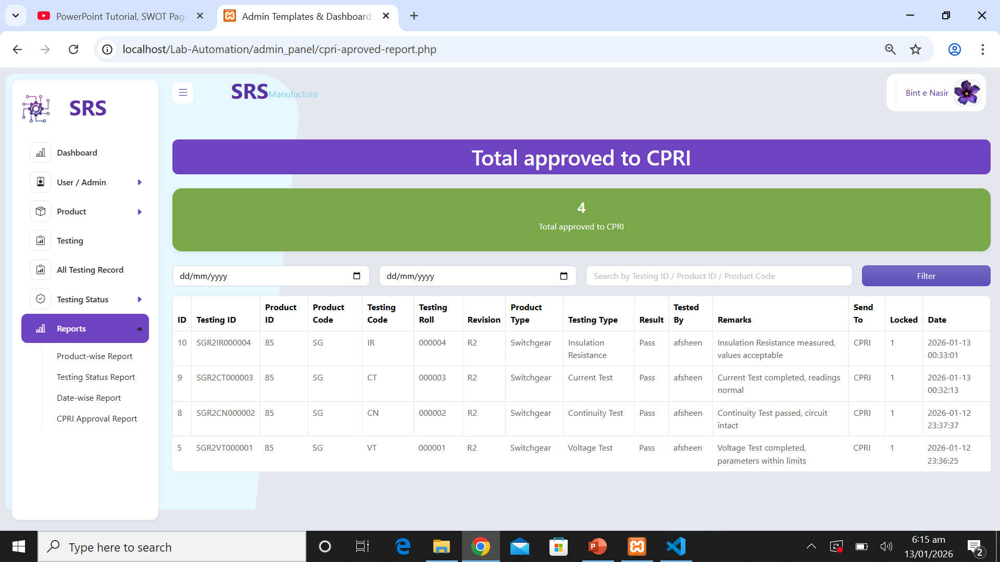 PowerPoint Tutorial, SWOT Page
Admin Templates & Dashboards
localhost/Lab-Automation/admin_panel/cpri-aproved-report.php
SRS
Dashboard
User / Admin
Product
Testing
All Testing Record
Testing Status
Reports
Product-wise Report
Testing Status Report
Date-wise Report
CPRI Approval Report
SRSManufacture
Bint e Nasir
Total approved to CPRI
4
Total approved to CPRI
dd/mm/yyyy dd/mm/yyyy Search by Testing ID / Product ID / Product Code Filter
ID Testing ID Product ID Product Code Testing Code Testing Roll Revision Product Type Testing Type Result Tested By Remarks Send To Locked Date
10 SGR2IR000004 85 SG IR 000004 R2 Switchgear Insulation Resistance Pass afsheen Insulation Resistance measured, values acceptable CPRI 1 2026-01-13 00:33:01
9 SGR2CT000003 85 SG CT 000003 R2 Switchgear Current Test Pass afsheen Current Test completed, readings normal CPRI 1 2026-01-13 00:32:13
8 SGR2CN000002 85 SG CN 000002 R2 Switchgear Continuity Test Pass afsheen Continuity Test passed, circuit intact CPRI 1 2026-01-12 23:37:37
5 SGR2VT000001 85 SG VT 000001 R2 Switchgear Voltage Test Pass afsheen Voltage Test completed, parameters within limits CPRI 1 2026-01-12 23:36:25
Type here to search
6:15 am
13/01/2026
2